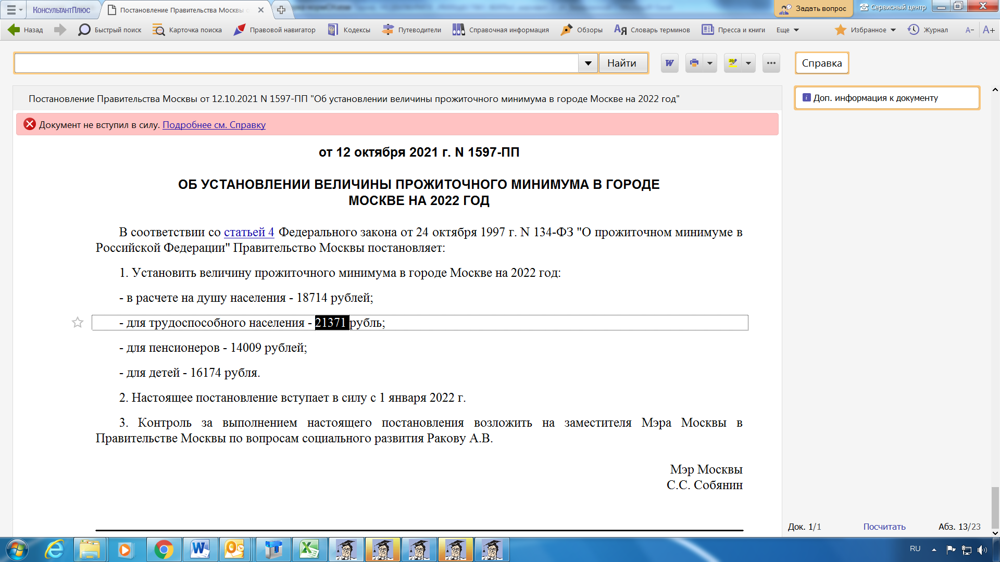 КонсультантПлюс
Постановление Правительства Москвы о
Задать вопрос
Сервисный центр
Назад
Быстрый поиск
Карточка поиска
Правовой навигатор
Кодексы
Путеводители
Справочная информация
Обзоры
Словарь терминов
Пресса и книги
Еще
Избранное
Журнал
A-
A+
Найти
Справка
Постановление Правительства Москвы от 12.10.2021 N 1597-ПП "Об установлении величины прожиточного минимума в городе Москве на 2022 год"
Доп. информация к документу
Документ не вступил в силу. Подробнее см. Справку
от 12 октября 2021 г. N 1597-ПП
ОБ УСТАНОВЛЕНИИ ВЕЛИЧИНЫ ПРОЖИТОЧНОГО МИНИМУМА В ГОРОДЕ
МОСКВЕ НА 2022 ГОД
В соответствии со статьей 4 Федерального закона от 24 октября 1997 г. N 134-ФЗ "О прожиточном минимуме в
Российской Федерации" Правительство Москвы постановляет:
1. Установить величину прожиточного минимума в городе Москве на 2022 год:
- в расчете на душу населения - 18714 рублей;
- для трудоспособного населения - 21371 рубль;
- для пенсионеров - 14009 рублей;
- для детей - 16174 рубля.
2. Настоящее постановление вступает в силу с 1 января 2022 г.
3. Контроль за выполнением настоящего постановления возложить на заместителя Мэра Москвы в
Правительстве Москвы по вопросам социального развития Ракову А.В.
Мэр Москвы
С.С. Собянин
Док. 1/1
Посчитать
Абз. 13/23
RU